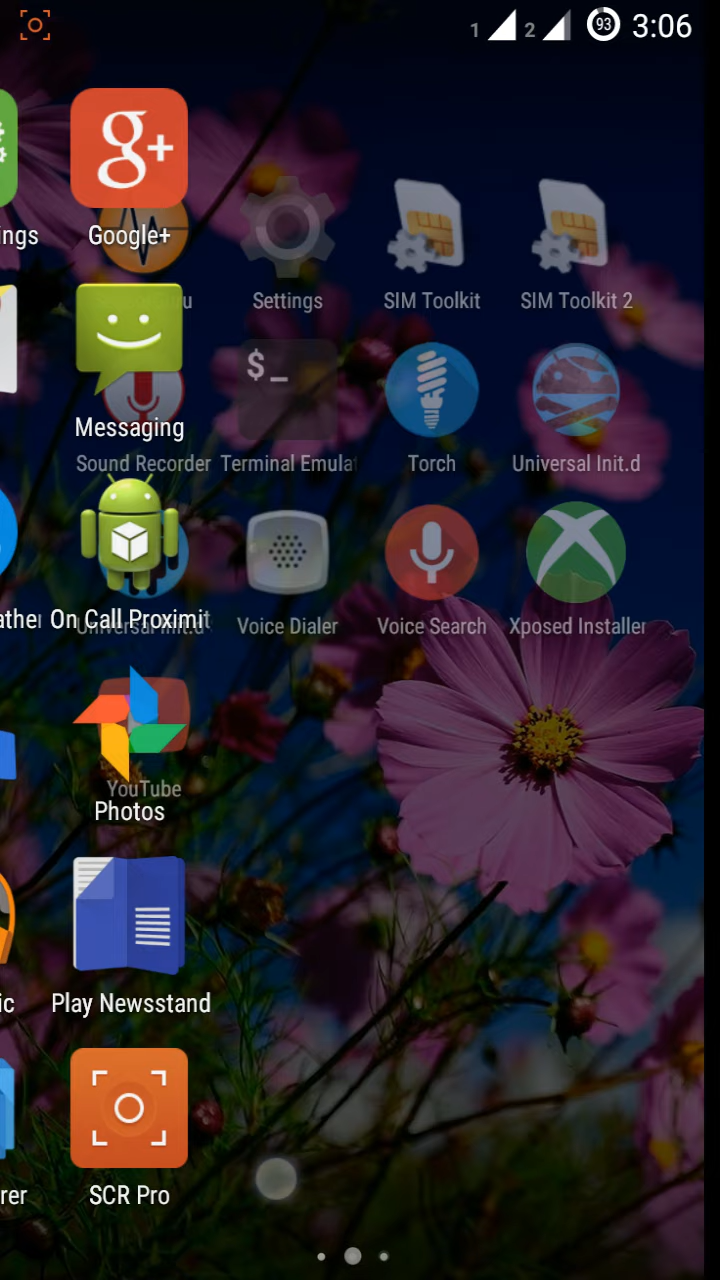 1 2 93 3:06
g+
ings Google+
Settings SIM Toolkit SIM Toolkit 2
$_
Messaging
Sound Recorder Terminal Emulat Torch Universal Init.d
On Call Proximit
Universal Init.d Voice Dialer Voice Search Xposed Installer
YouTube
Photos
ic Play Newsstand
rer SCR Pro